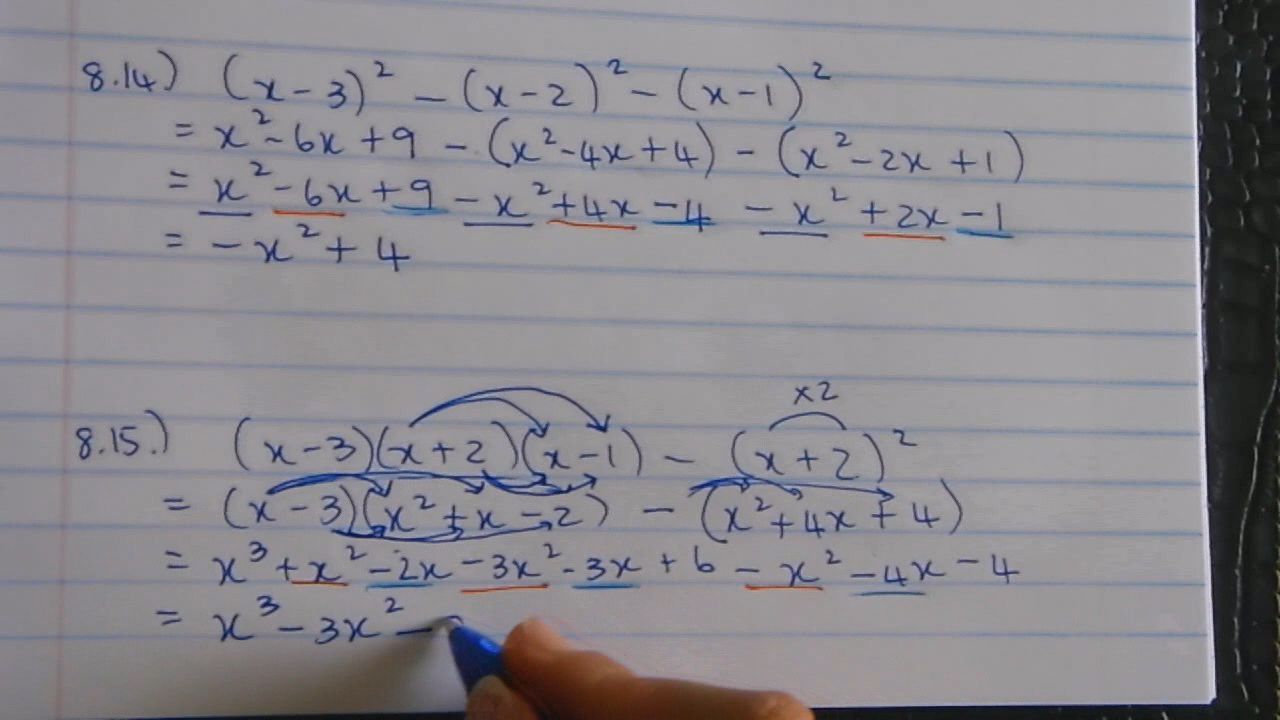 8.14) (x-3)² - (x-2)² - (x-1)²
= x² - 6x + 9 - (x² - 4x + 4) - (x² - 2x + 1)
= x² - 6x + 9 - x² + 4x - 4 - x² + 2x - 1
= -x² + 4
x2
8.15.) (x-3)(x+2)(x-1) - (x+2)²
= (x-3)(x² + x - 2) - (x² + 4x + 4)
= x³ + x² - 2x - 3x² - 3x + 6 - x² - 4x - 4
= x³ - 3x² -